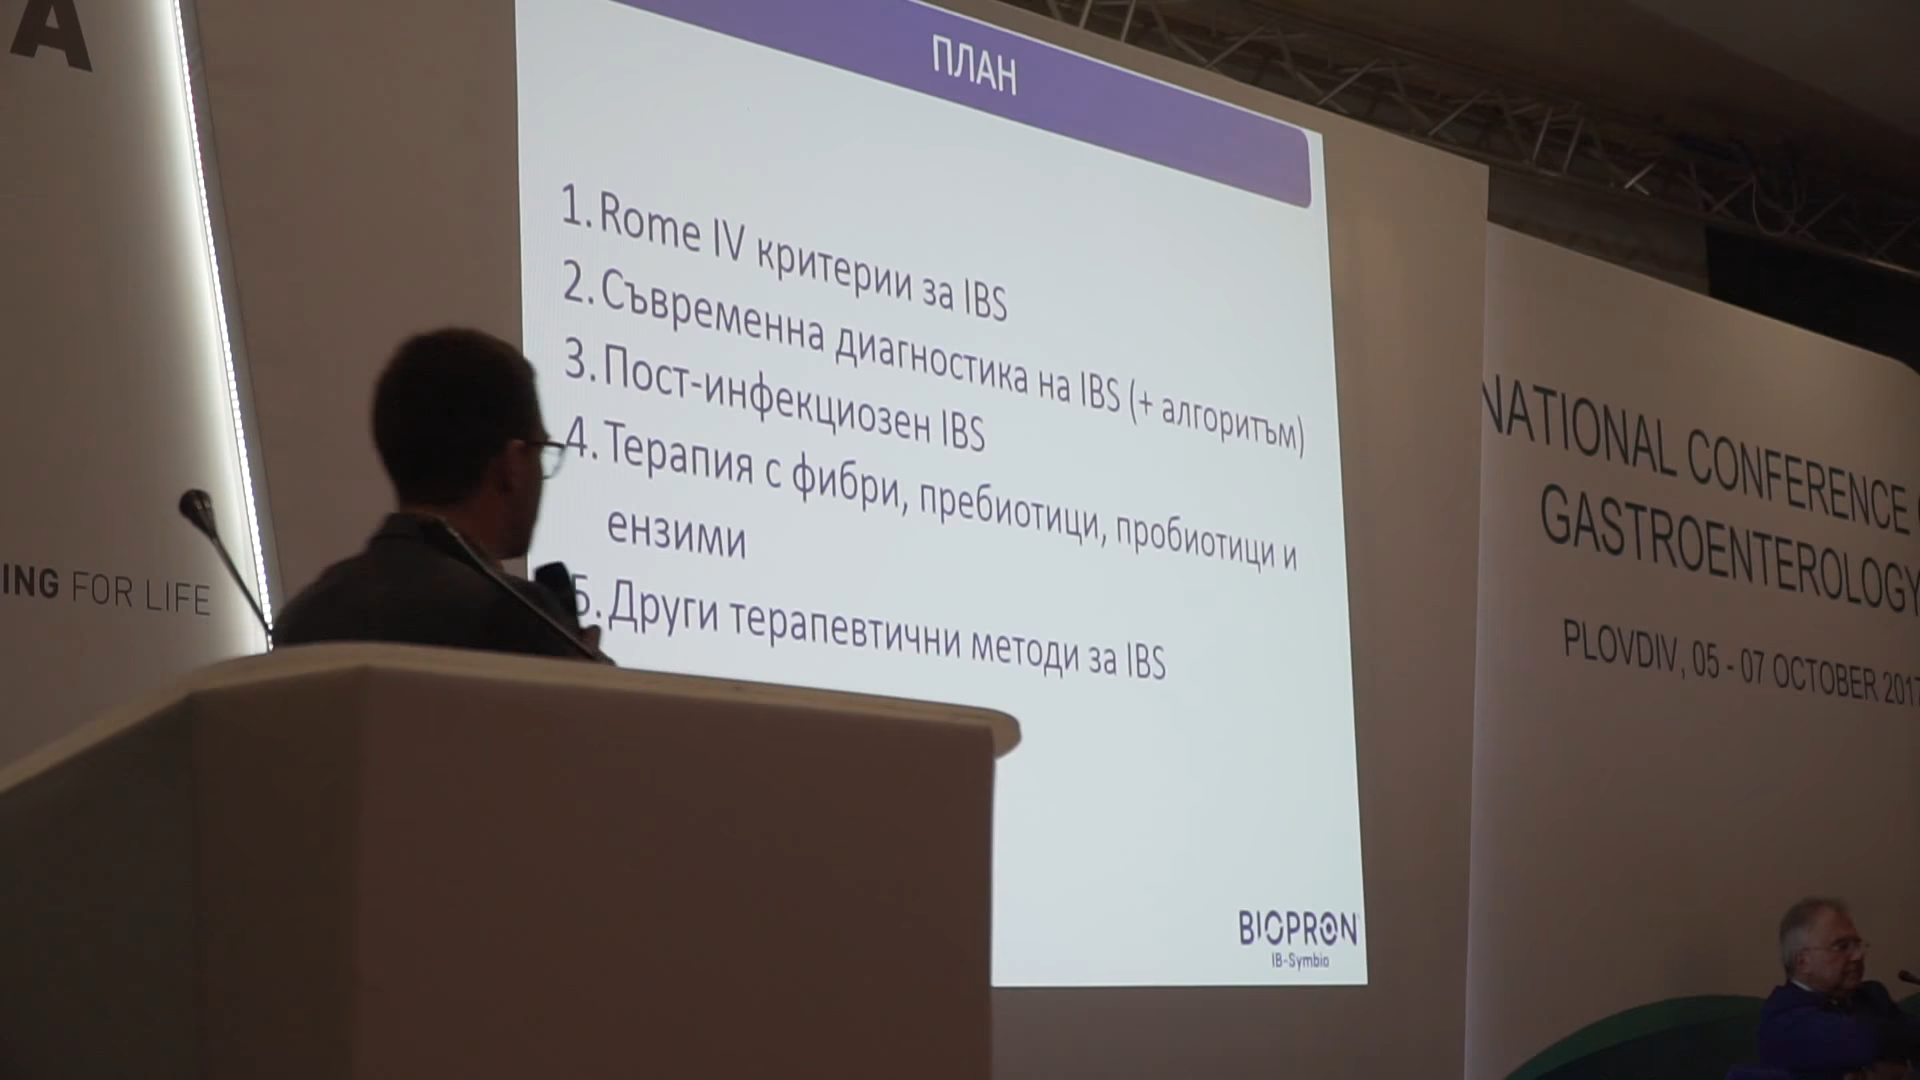 A
ING FOR LIFE
ПЛАН
1. Rome IV критерии за IBS
2. Съвременна диагностика на IBS (+ алгоритъм)
3. Пост-инфекциозен IBS
4. Терапия с фибри, пребиотици, пробиотици и
ензими
5. Други терапевтични методи за IBS
BIOPRON
IB-Symbio
NATIONAL CONFERENCE
GASTROENTEROLOGY
PLOVDIV, 05 - 07 OCTOBER 2017